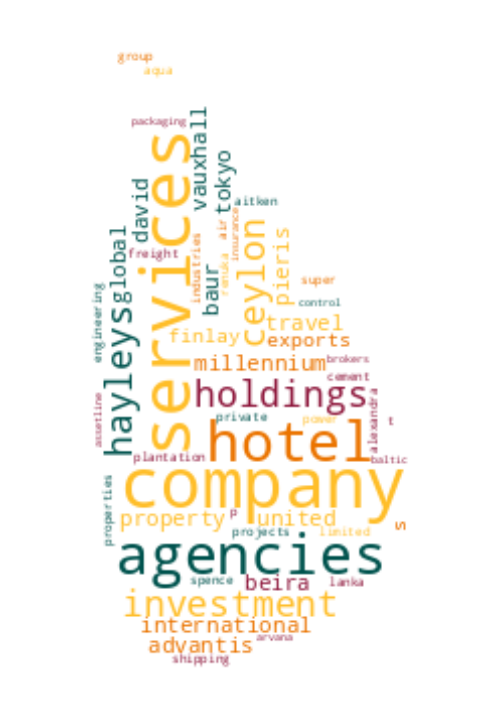 group
aqua
packaging
vauxhall
services
tokyo
david
aitken
air
insurance
ceylon
global
pieris
freight
industries
renuka
baur
super
engineering
control
hayleys
travel
finlay
exports
millennium
brokers
cement
holdings
alexandra
assetline
private
power
t
hotel
plantation
baltic
company
properties
property
p
united
s
projects
limited
agencies
spence
beira
lanka
investment
international
arvana
advantis
shipping